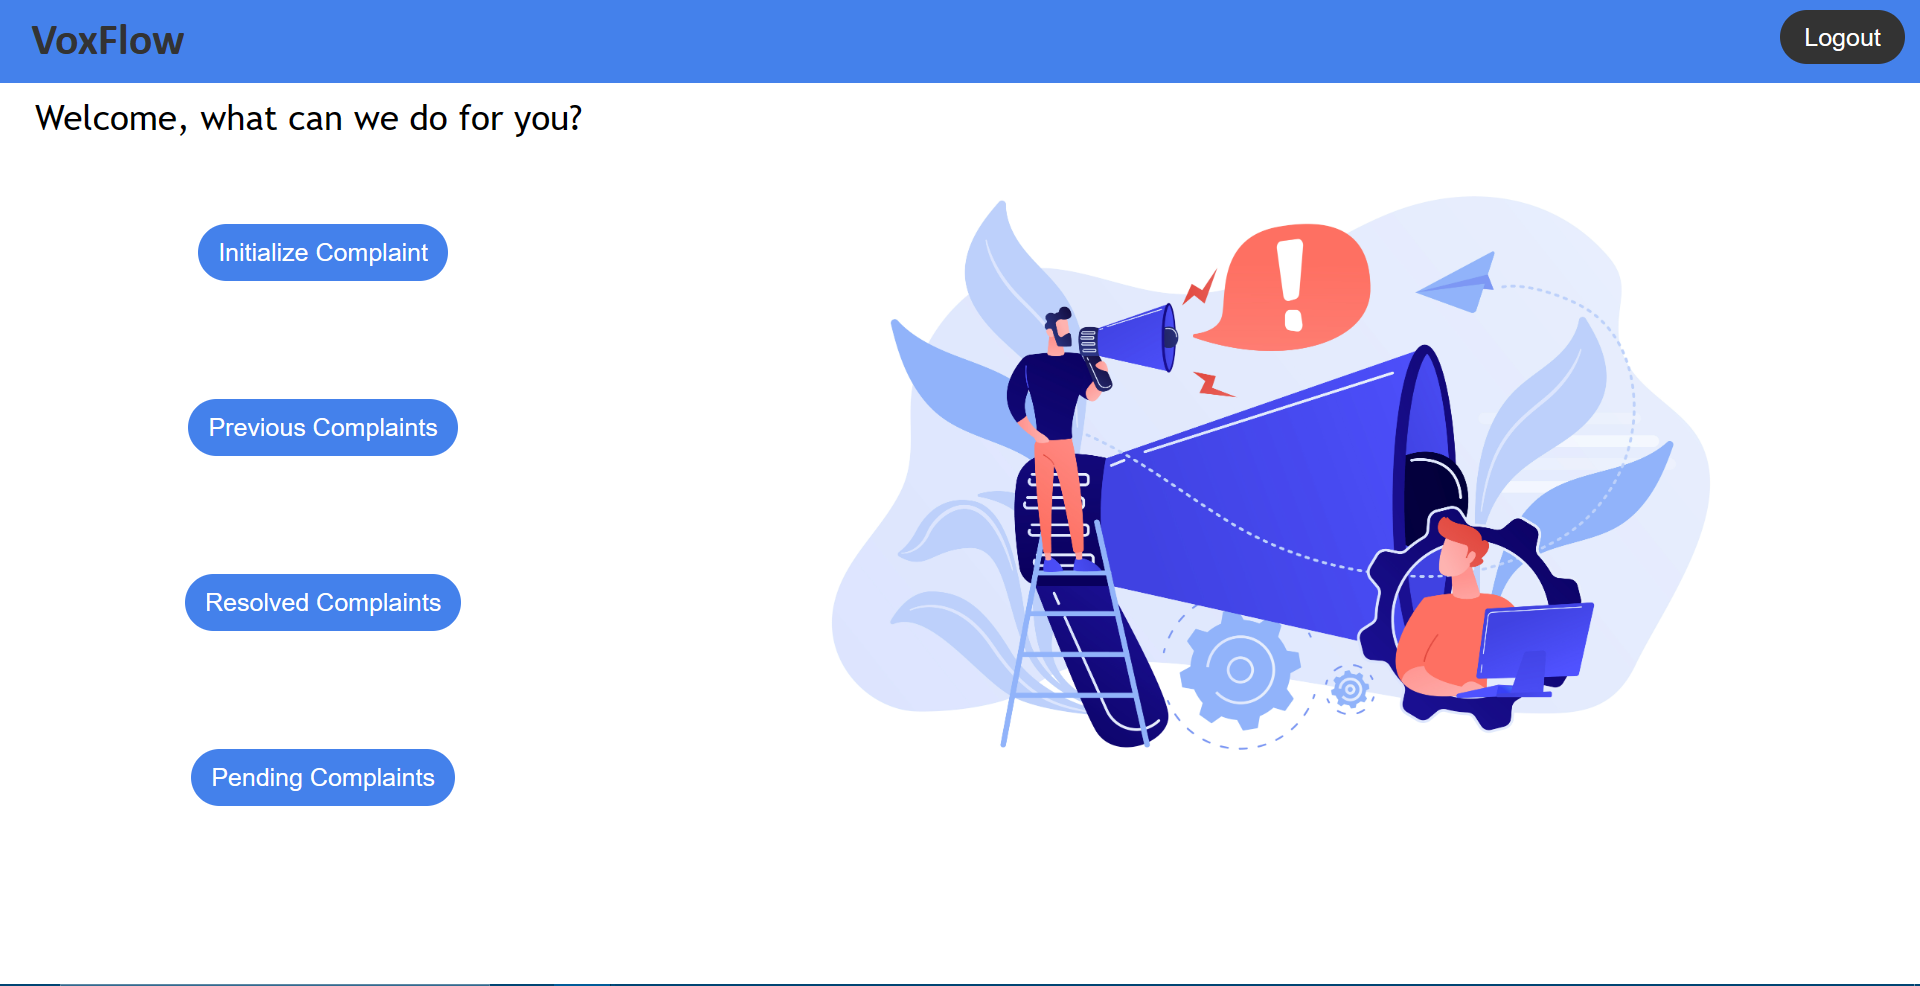 VoxFlow
Logout
Welcome, what can we do for you?
Initialize Complaint
Previous Complaints
Resolved Complaints
Pending Complaints
!